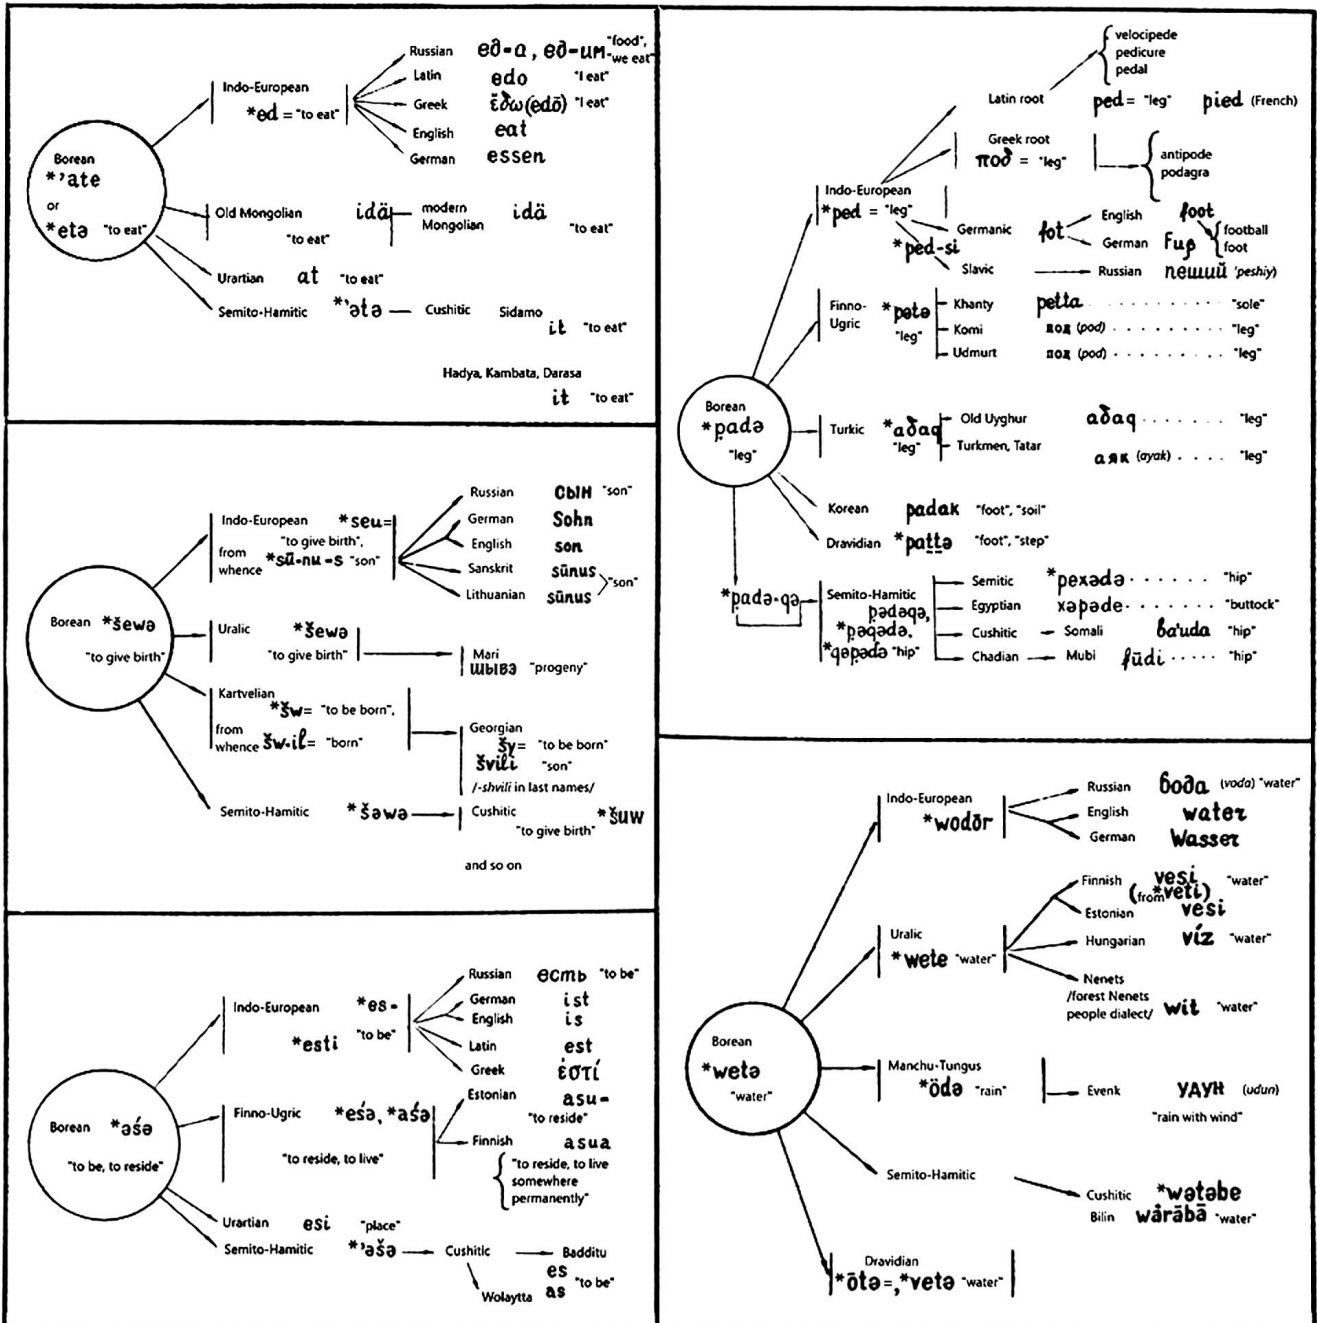 Borean
*’ate
or
*etə "to eat"
Indo-European
*ed = "to eat"
Russian ед-а, ед-им "food", -we eat"
Latin edo "I eat"
Greek ἔδω (edō) "I eat"
English eat
German essen
Old Mongolian idä
"to eat"
modern Mongolian idä
"to eat"
Urartian at "to eat"
Semito-Hamitic *’ətə Cushitic Sidamo
it "to eat"
Hadya, Kambata, Darasa
it "to eat"
Borean *šewə
"to give birth"
Indo-European *seu=
"to give birth",
from whence *sū-nu-s "son"
Russian сын "son"
German Sohn
English son
Sanskrit sūnus
Lithuanian sūnus
"son"
Uralic *šewə
"to give birth"
Mari
шывэ "progeny"
Kartvelian
*šw= "to be born",
from whence šw-il= "born"
Georgian
šv= "to be born"
švili "son"
/-shvili in last names/
Semito-Hamitic *šəwə
Cushitic *šuw
"to give birth"
and so on
Borean *əśə
"to be, to reside"
Indo-European *es-
*esti "to be"
Russian есть "to be"
German ist
English is
Latin est
Greek ἐστί
Finno-Ugric *eśə, *aśə
"to reside, to live"
Estonian asu-
"to reside"
Finnish asua
"to reside, to live
somewhere
permanently"
Urartian esi "place"
Semito-Hamitic *’əšə Cushitic Badditu
es
Wolaytta as "to be"
Borean
*p̣adə
"leg"
Indo-European
*ped = "leg"
*ped-si
Latin root ped= "leg" pied (French)
velocipede
pedicure
pedal
Greek root
ποδ = "leg"
antipode
podagra
Germanic fot
English foot
German Fuβ
football
foot
Slavic Russian пеший 'peshiy)
Finno-Ugric *pətə
"leg"
Khanty petta "sole"
Komi под (pod) "leg"
Udmurt под (pod) "leg"
Turkic *aδaq
"leg"
Old Uyghur aδaq "leg"
Turkmen, Tatar аяк (ayak) "leg"
Korean padak "foot", "soil"
Dravidian *paṯṯə "foot", "step"
*p̣adə-qə
Semito-Hamitic
p̣ədəqə,
*p̣əqədə,
*qəp̣ədə "hip"
Semitic *pexədə "hip"
Egyptian xəpəde "buttock"
Cushitic Somali ba'uda "hip"
Chadian Mubi fūdi "hip"
Borean
*wetə
"water"
Indo-European
*wodōr
Russian вода (voda) "water"
English water
German Wasser
Uralic
*wete "water"
Finnish vesi "water"
(from *veti)
Estonian vesi
Hungarian víz "water"
Nenets
/forest Nenets
people dialect/ wit "water"
Manchu-Tungus
*ödə "rain"
Evenk удун (udun)
"rain with wind"
Semito-Hamitic
Cushitic *wətəbe
Bilin wårābā "water"
Dravidian
*ōtə=, *vetə "water"